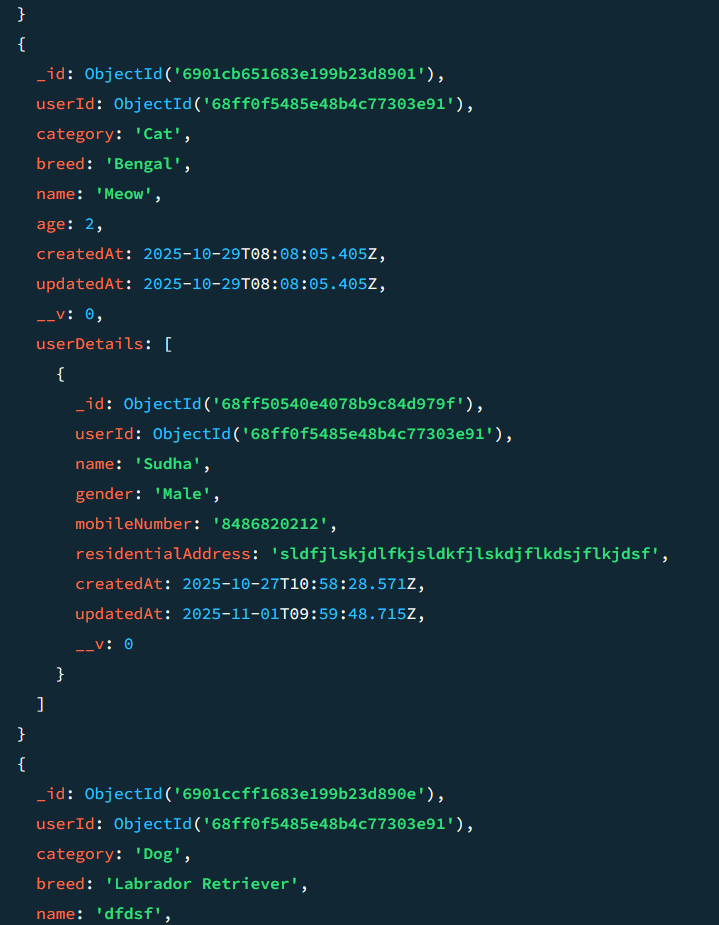 }
{
_id: ObjectId('6901cb651683e199b23d8901'),
userId: ObjectId('68ff0f5485e48b4c77303e91'),
category: 'Cat',
breed: 'Bengal',
name: 'Meow',
age: 2,
createdAt: 2025-10-29T08:08:05.405Z,
updatedAt: 2025-10-29T08:08:05.405Z,
__v: 0,
userDetails: [
{
_id: ObjectId('68ff50540e4078b9c84d979f'),
userId: ObjectId('68ff0f5485e48b4c77303e91'),
name: 'Sudha',
gender: 'Male',
mobileNumber: '8486820212',
residentialAddress: 'sldfjlskjdlfkjsldkfjlskdjflkdsjflkjdsf',
createdAt: 2025-10-27T10:58:28.571Z,
updatedAt: 2025-11-01T09:59:48.715Z,
__v: 0
}
]
}
{
_id: ObjectId('6901ccff1683e199b23d890e'),
userId: ObjectId('68ff0f5485e48b4c77303e91'),
category: 'Dog',
breed: 'Labrador Retriever',
name: 'dfdsf',